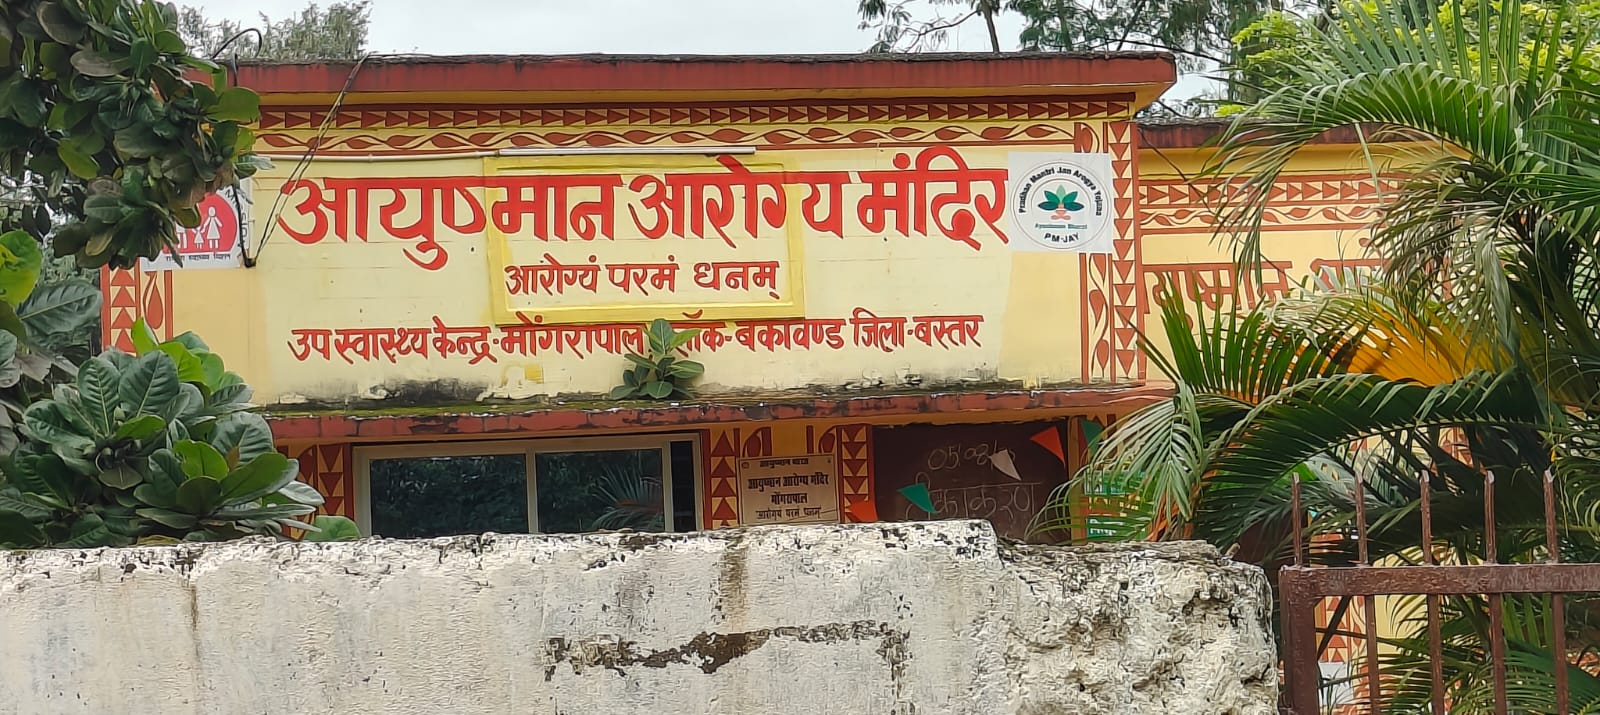 आयुष्मान आरोग्य मंदिर
आरोग्यं परमं धनम्
उप स्वास्थ्य केन्द्र-मोंगरापाल -बकावण्ड जिला-बस्तर
Pradhan Mantri Jan Arogya Yojana
Ayushman Bharat
PM-JAY
आयुष्मान भारत
आयुष्मान आरोग्य मंदिर
मोंगरापाल
"आरोग्यं परमं धनम्"
टीकाकरण